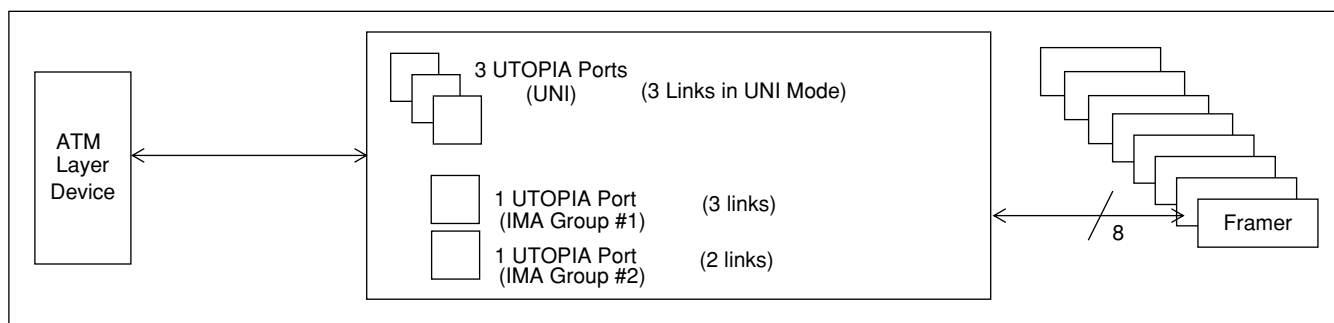 ATM
Layer
Device
3 UTOPIA Ports
(UNI)
(3 Links in UNI Mode)
1 UTOPIA Port
(IMA Group #1)
(3 links)
1 UTOPIA Port
(IMA Group #2)
(2 links)
8
Framer